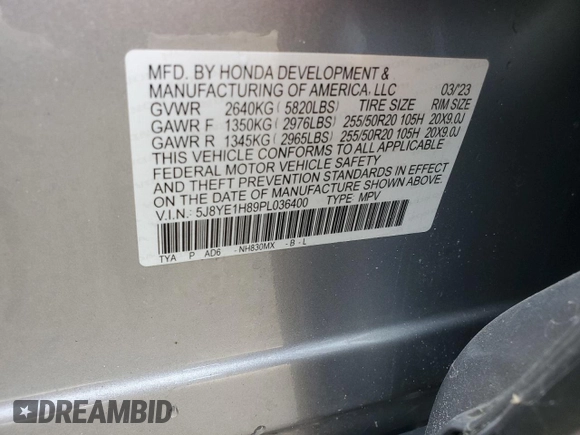 MFD. BY HONDA DEVELOPMENT &
MANUFACTURING OF AMERICA, LLC 03/'23
GVWR 2640KG ( 5820LBS) TIRE SIZE RIM SIZE
GAWR F 1350KG ( 2976LBS) 255/50R20 105H 20X9.0J
GAWR R 1345KG ( 2965LBS) 255/50R20 105H 20X9.0J
THIS VEHICLE CONFORMS TO ALL APPLICABLE
FEDERAL MOTOR VEHICLE SAFETY
AND THEFT PREVENTION STANDARDS IN EFFECT
ON THE DATE OF MANUFACTURE SHOWN ABOVE.
V.I.N.: 5J8YE1H89PL036400 TYPE MPV
TYA P AD6 -NH830MX -B-L
DREAMBID